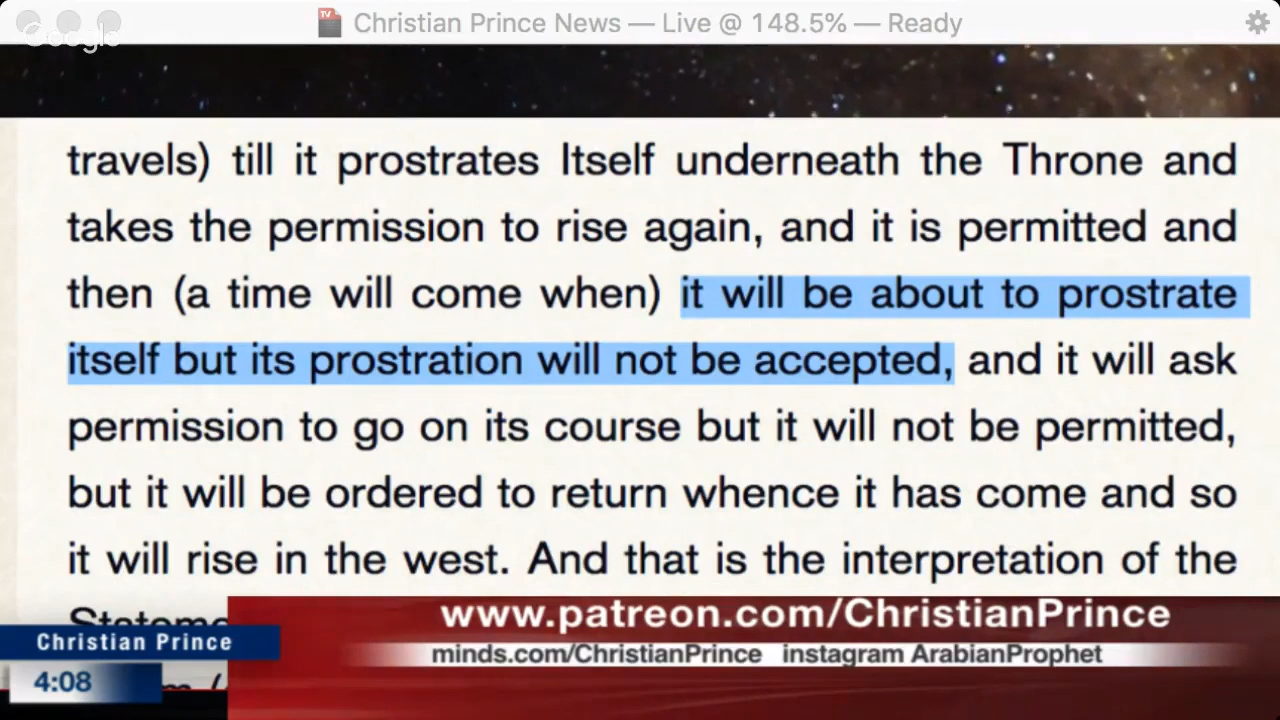 Christian Prince News — Live @ 148.5% — Ready
Google
travels) till it prostrates Itself underneath the Throne and
takes the permission to rise again, and it is permitted and
then (a time will come when) it will be about to prostrate
itself but its prostration will not be accepted, and it will ask
permission to go on its course but it will not be permitted,
but it will be ordered to return whence it has come and so
it will rise in the west. And that is the interpretation of the
www.patreon.com/ChristianPrince
Christian Prince
minds.com/ChristianPrince instagram ArabianProphet
4:08